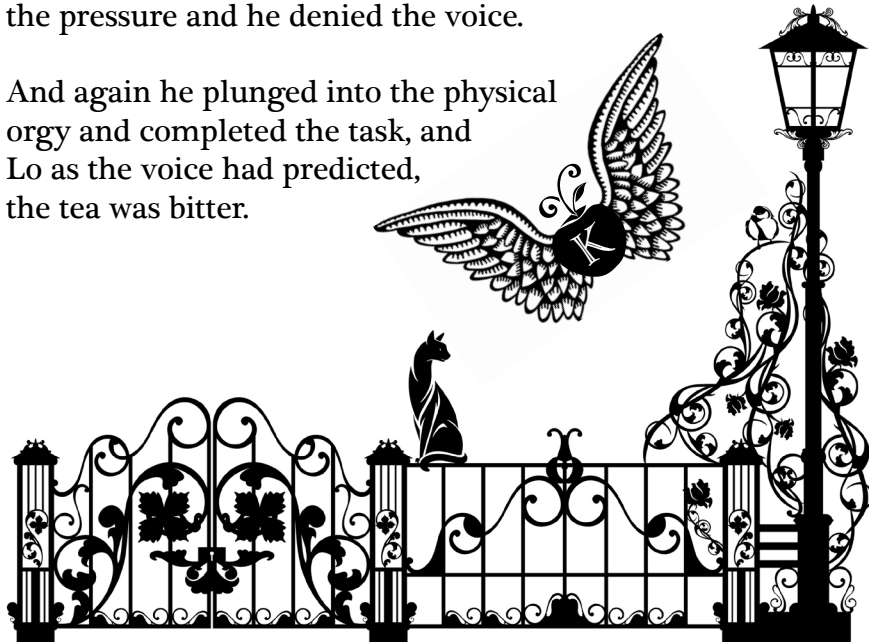 the pressure and he denied the voice.
And again he plunged into the physical
orgy and completed the task, and
Lo as the voice had predicted,
the tea was bitter.
K